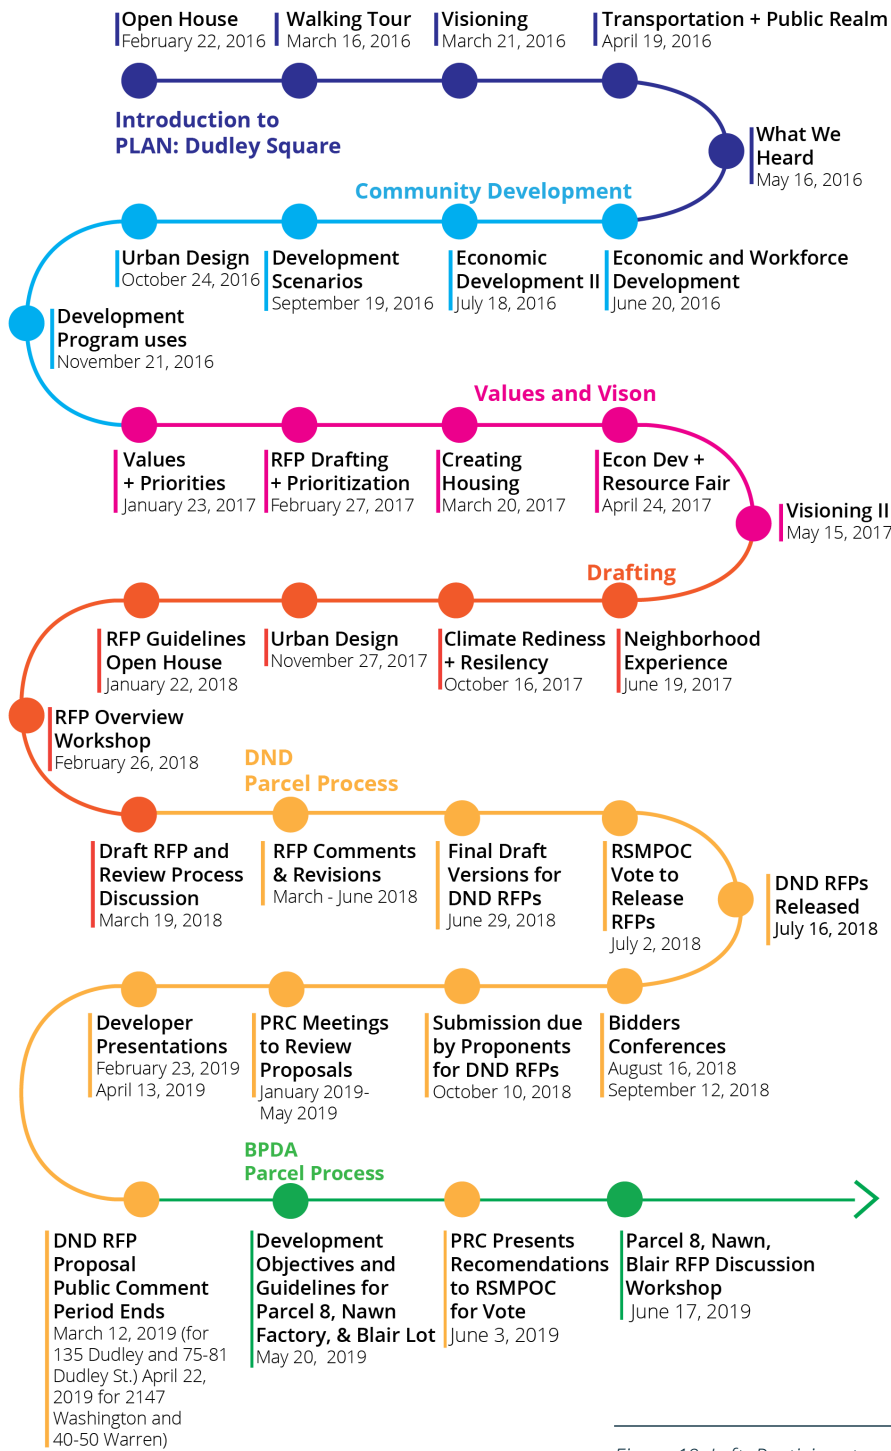 Open House
February 22, 2016
Walking Tour
March 16, 2016
Visioning
March 21, 2016
Transportation + Public Realm
April 19, 2016
Introduction to
PLAN: Dudley Square
What We
Heard
May 16, 2016
Community Development
Urban Design
October 24, 2016
Development
Scenarios
September 19, 2016
Economic
Development II
July 18, 2016
Economic and Workforce
Development
June 20, 2016
Development
Program uses
November 21, 2016
Values and Vison
Values
+ Priorities
January 23, 2017
RFP Drafting
+ Prioritization
February 27, 2017
Creating
Housing
March 20, 2017
Econ Dev +
Resource Fair
April 24, 2017
Visioning II
May 15, 2017
Drafting
RFP Guidelines
Open House
January 22, 2018
Urban Design
November 27, 2017
Climate Rediness
+ Resilency
October 16, 2017
Neighborhood
Experience
June 19, 2017
RFP Overview
Workshop
February 26, 2018
DND
Parcel Process
Draft RFP and
Review Process
Discussion
March 19, 2018
RFP Comments
& Revisions
March - June 2018
Final Draft
Versions for
DND RFPs
June 29, 2018
RSMPOC
Vote to
Release
RFPs
July 2, 2018
DND RFPs
Released
July 16, 2018
Developer
Presentations
February 23, 2019
April 13, 2019
PRC Meetings
to Review
Proposals
January 2019-
May 2019
Submission due
by Proponents
for DND RFPs
October 10, 2018
Bidders
Conferences
August 16, 2018
September 12, 2018
BPDA
Parcel Process
DND RFP
Proposal
Public Comment
Period Ends
March 12, 2019 (for
135 Dudley and 75-81
Dudley St.) April 22,
2019 for 2147
Washington and
40-50 Warren)
Development
Objectives and
Guidelines for
Parcel 8, Nawn
Factory, & Blair Lot
May 20, 2019
PRC Presents
Recomendations
to RSMPOC
for Vote
June 3, 2019
Parcel 8, Nawn,
Blair RFP Discussion
Workshop
June 17, 2019